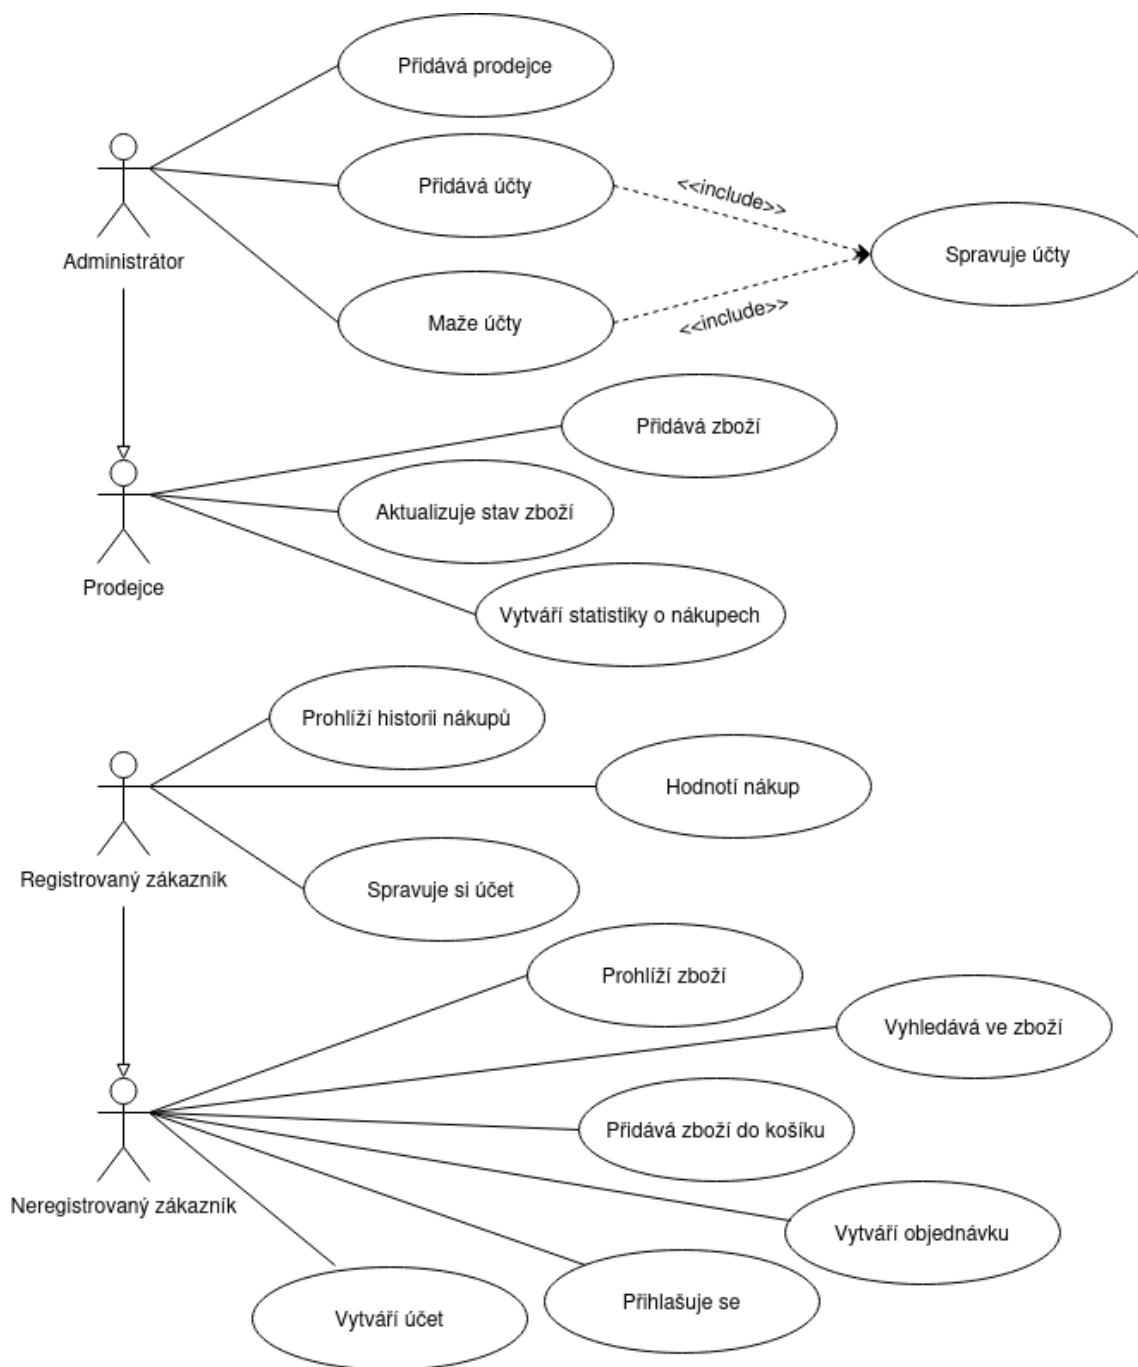 Přidává prodejce
Přidává účty
<<include>>
Administrátor
Spravuje účty
Maže účty
<<include>>
Přidává zboží
Aktualizuje stav zboží
Prodejce
Vytváří statistiky o nákupech
Prohlíží historii nákupů
Hodnotí nákup
Registrovaný zákazník
Spravuje si účet
Prohlíží zboží
Vyhledává ve zboží
Přidává zboží do košíku
Neregistrovaný zákazník
Vytváří objednávku
Přihlašuje se
Vytváří účet